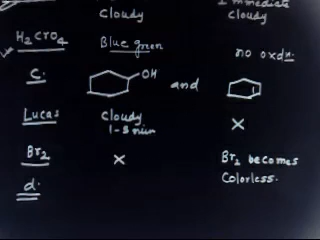 Cloudy
immediate
Cloudy
H2CrO4
Blue green
no oxdn.
c.
OH
and
Lucas
Cloudy
1-5 min
X
Br2
X
Br2 becomes
Colorless.
d.